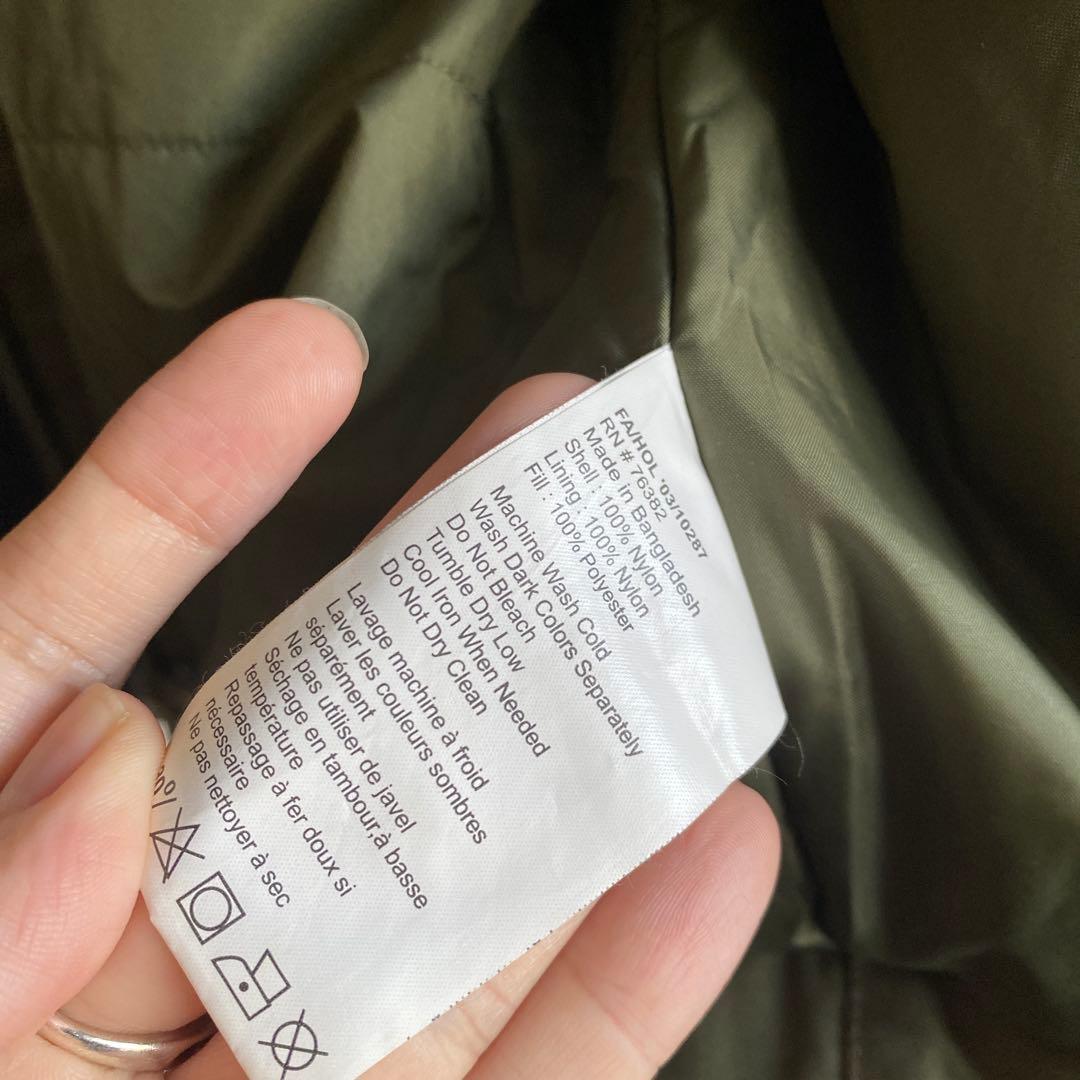 FA/HOL '03/10287
RN # 76382
Made in Bangladesh
Shell : 100% Nylon
Lining : 100% Nylon
Fill : 100% Polyester
Machine Wash Cold
Wash Dark Colors Separately
Do Not Bleach
Tumble Dry Low
Cool Iron When Needed
Do Not Dry Clean
Lavage machine à froid
Laver les couleurs sombres
séparément
Ne pas utiliser de javel
Séchage en tambour,à basse
température
Repassage à fer doux si
nécessaire
Ne pas nettoyer à sec